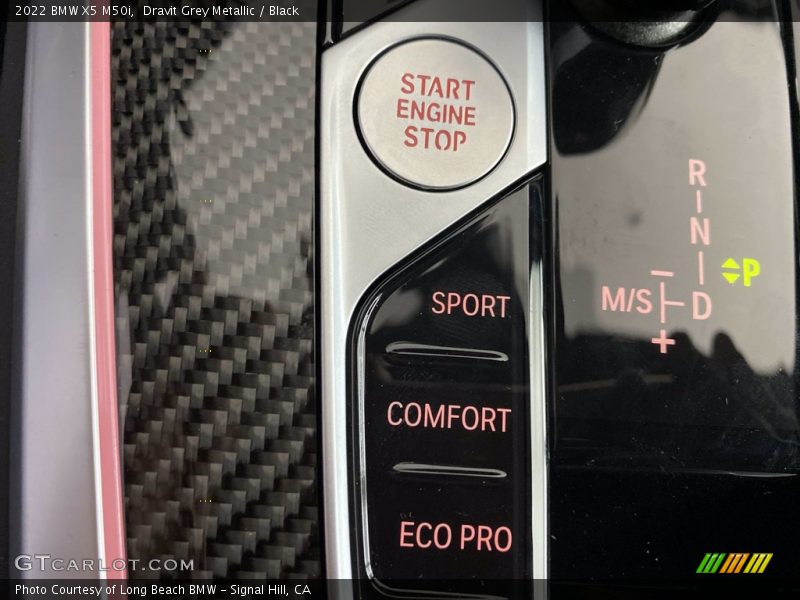 2022 BMW X5 M50i, Dravit Grey Metallic / Black
START
ENGINE
STOP
R
N
P
M/S D
SPORT
COMFORT
ECO PRO
GTCARLOT.COM
Photo Courtesy of Long Beach BMW - Signal Hill, CA